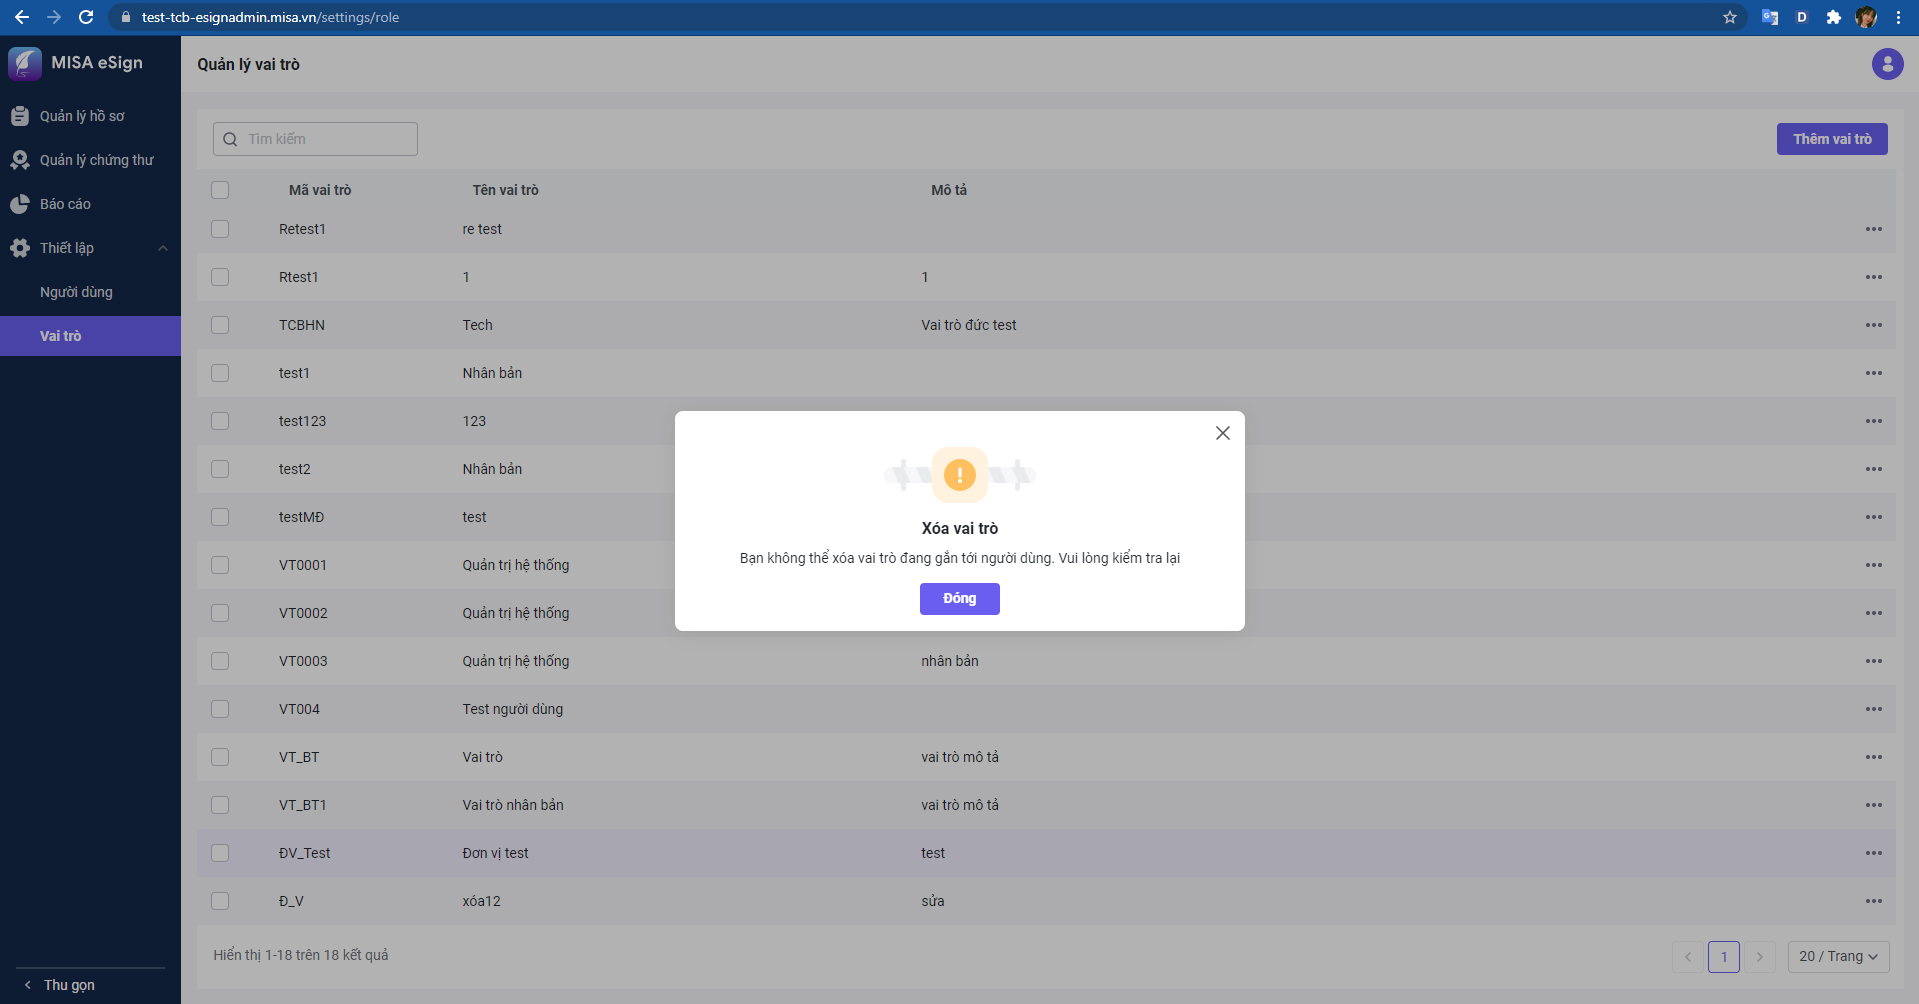 test-tcb-esignadmin.misa.vn/settings/role
D
MISA eSign
Quản lý vai trò
Quản lý hồ sơ
Quản lý chứng thư
Báo cáo
Thiết lập
Người dùng
Vai trò
Thu gọn
Tìm kiếm
Thêm vai trò
Mã vai trò Tên vai trò Mô tả
Retest1 re test
Rtest1 1 1
TCBHN Tech Vai trò đức test
test1 Nhân bản
test123 123
test2 Nhân bản
testMĐ test
VT0001 Quản trị hệ thống
VT0002 Quản trị hệ thống
VT0003 Quản trị hệ thống nhân bản
VT004 Test người dùng
VT_BT Vai trò vai trò mô tả
VT_BT1 Vai trò nhân bản vai trò mô tả
ĐV_Test Đơn vị test test
Đ_V xóa12 sửa
Xóa vai trò
Bạn không thể xóa vai trò đang gắn tới người dùng. Vui lòng kiểm tra lại
Đóng
Hiển thị 1-18 trên 18 kết quả
1
20 / Trang